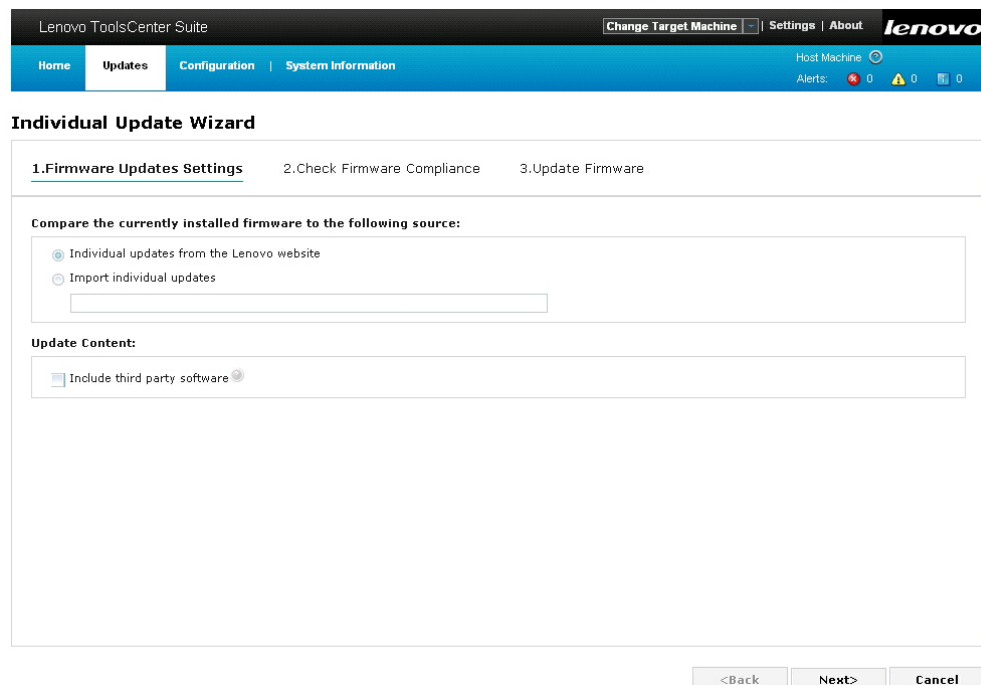 Lenovo ToolsCenter Suite
Change Target Machine | Settings | About
lenovo
Home Updates Configuration | System Information
Host Machine ?
Alerts: 0 0 0
Individual Update Wizard
1.Firmware Updates Settings 2.Check Firmware Compliance 3.Update Firmware
Compare the currently installed firmware to the following source:
Individual updates from the Lenovo website
Import individual updates
Update Content:
Include third party software
<Back Next> Cancel